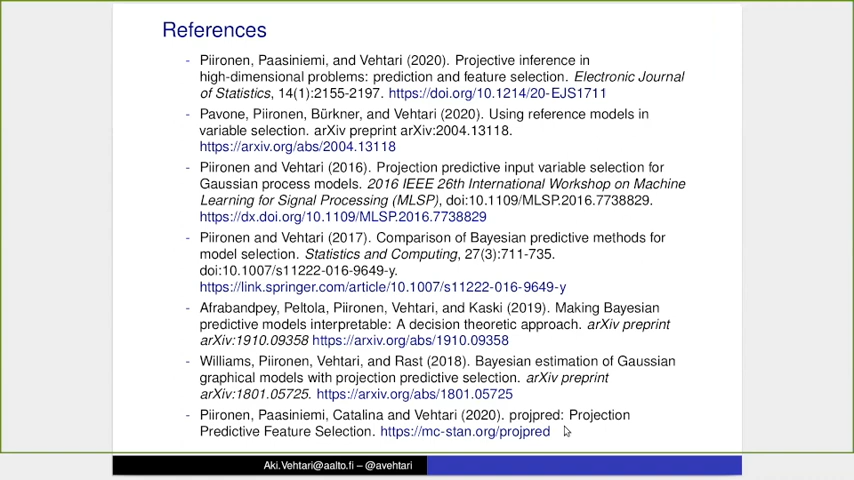 References
- Piironen, Paasiniemi, and Vehtari (2020). Projective inference in
high-dimensional problems: prediction and feature selection. Electronic Journal
of Statistics, 14(1):2155-2197. https://doi.org/10.1214/20-EJS1711
- Pavone, Piironen, Bürkner, and Vehtari (2020). Using reference models in
variable selection. arXiv preprint arXiv:2004.13118.
https://arxiv.org/abs/2004.13118
- Piironen and Vehtari (2016). Projection predictive input variable selection for
Gaussian process models. 2016 IEEE 26th International Workshop on Machine
Learning for Signal Processing (MLSP), doi:10.1109/MLSP.2016.7738829.
https://dx.doi.org/10.1109/MLSP.2016.7738829
- Piironen and Vehtari (2017). Comparison of Bayesian predictive methods for
model selection. Statistics and Computing, 27(3):711-735.
doi:10.1007/s11222-016-9649-y.
https://link.springer.com/article/10.1007/s11222-016-9649-y
- Afrabandpey, Peltola, Piironen, Vehtari, and Kaski (2019). Making Bayesian
predictive models interpretable: A decision theoretic approach. arXiv preprint
arXiv:1910.09358 https://arxiv.org/abs/1910.09358
- Williams, Piironen, Vehtari, and Rast (2018). Bayesian estimation of Gaussian
graphical models with projection predictive selection. arXiv preprint
arXiv:1801.05725. https://arxiv.org/abs/1801.05725
- Piironen, Paasiniemi, Catalina and Vehtari (2020). projpred: Projection
Predictive Feature Selection. https://mc-stan.org/projpred
Aki.Vehtari@aalto.fi – @avehtari